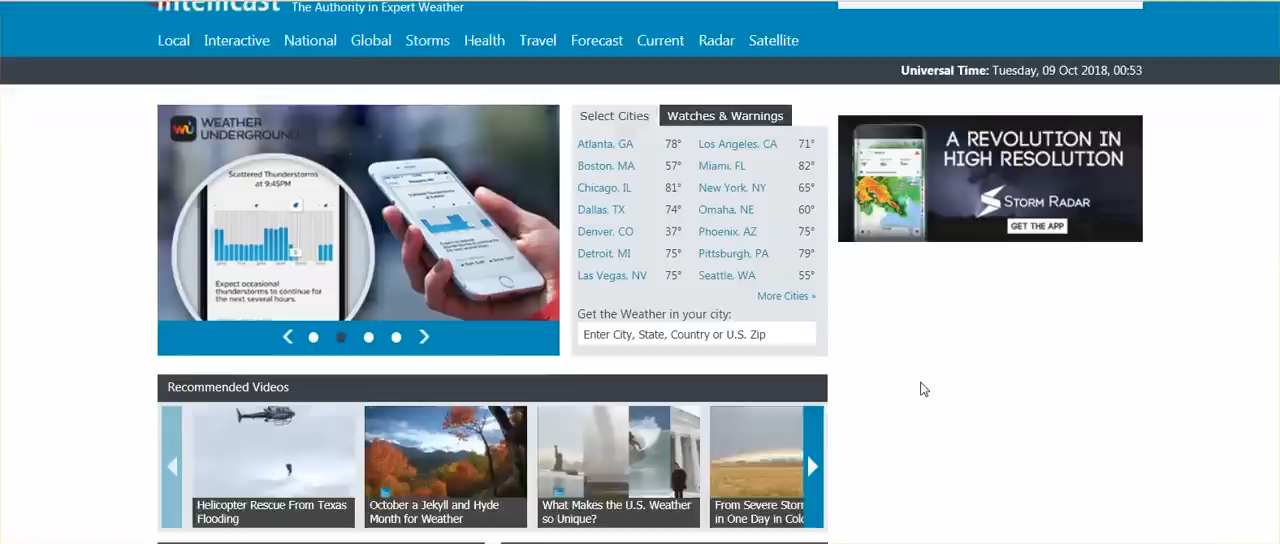 The Authority in Expert Weather
Local Interactive National Global Storms Health Travel Forecast Current Radar Satellite
Universal Time: Tuesday, 09 Oct 2018, 00:53
WEATHER
UNDERGROUND
Scattered Thunderstorms
at 9:45PM
Expect occasional
thunderstorms to continue for
the next several hours.
Select Cities Watches & Warnings
Atlanta, GA 78° Los Angeles, CA 71°
Boston, MA 57° Miami, FL 82°
Chicago, IL 81° New York, NY 65°
Dallas, TX 74° Omaha, NE 60°
Denver, CO 37° Phoenix, AZ 75°
Detroit, MI 75° Pittsburgh, PA 79°
Las Vegas, NV 75° Seattle, WA 55°
More Cities »
Get the Weather in your city:
Enter City, State, Country or U.S. Zip
A REVOLUTION IN
HIGH RESOLUTION
STORM RADAR
GET THE APP
Recommended Videos
Helicopter Rescue From Texas
Flooding
October a Jekyll and Hyde
Month for Weather
What Makes the U.S. Weather
so Unique?
From Severe Stor
in One Day in Colo